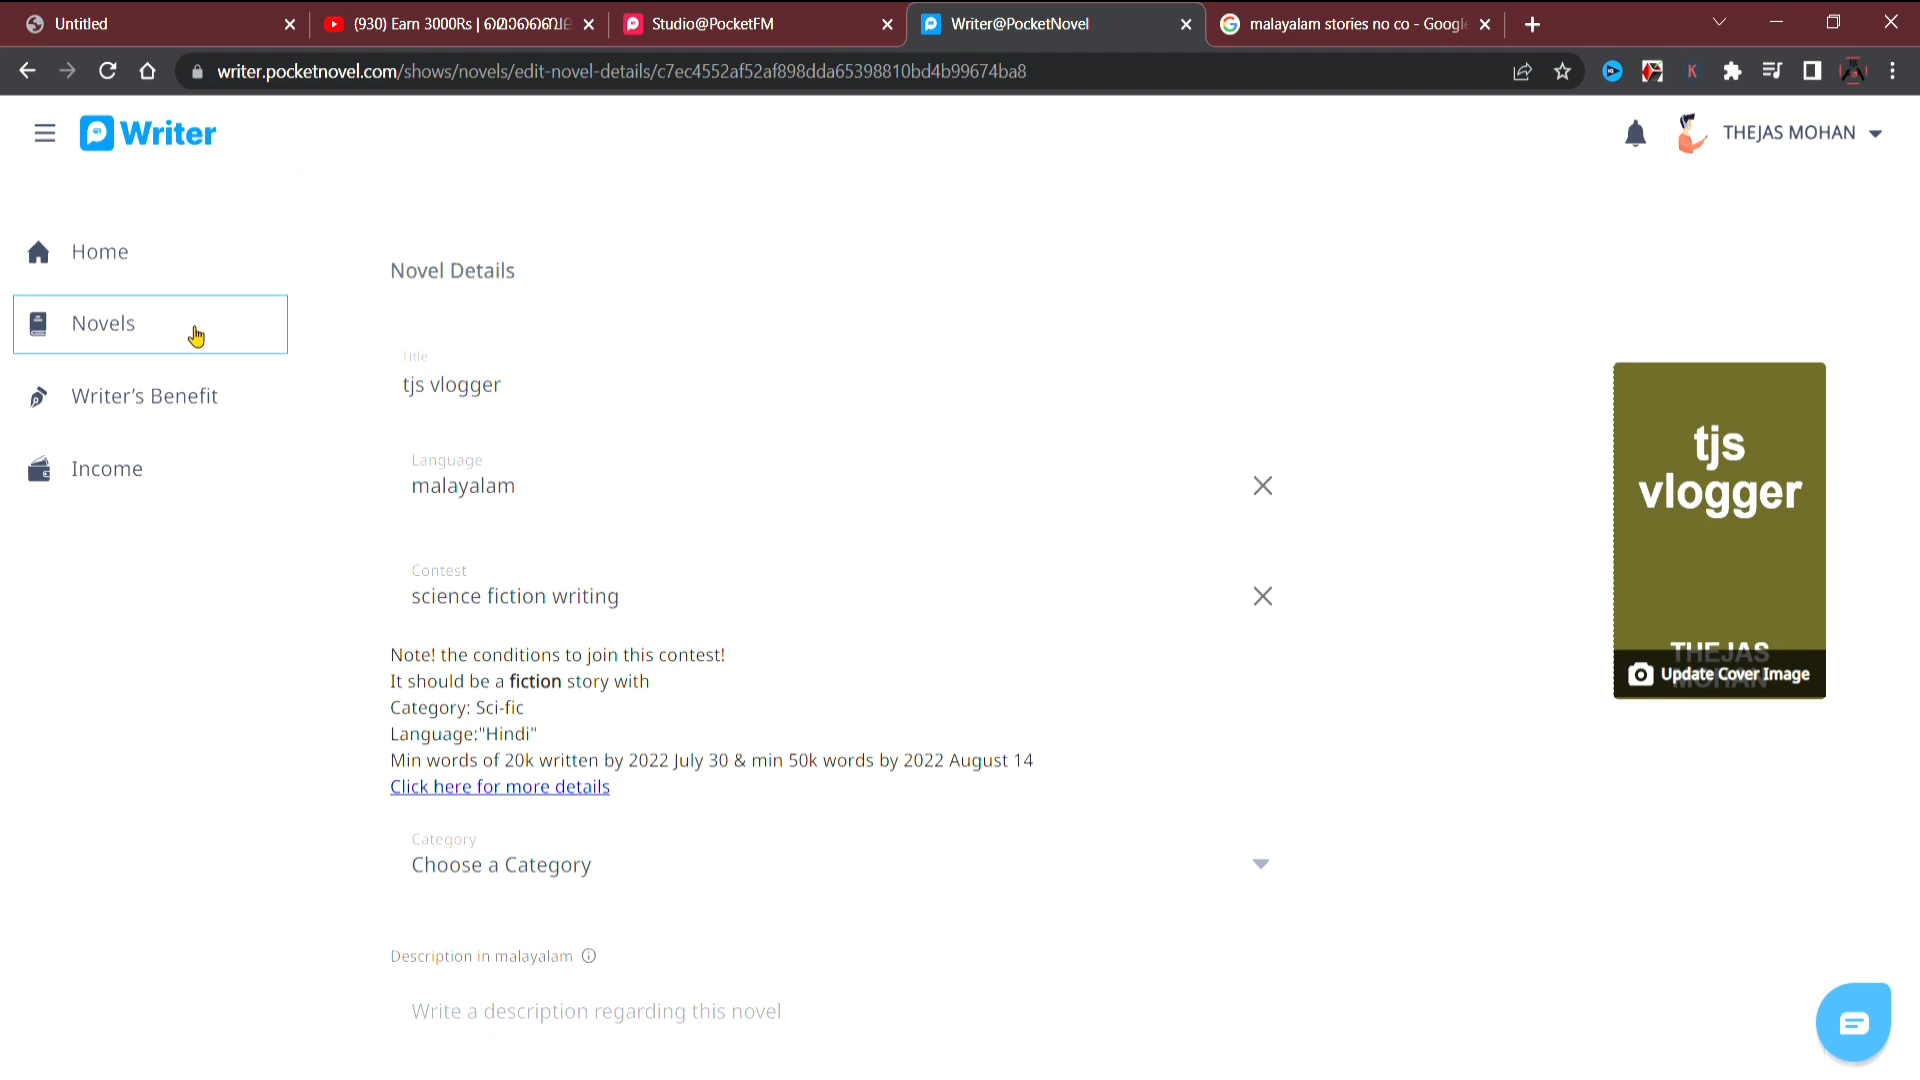 Untitled
(930) Earn 3000Rs |
Studio@PocketFM
Writer@PocketNovel
malayalam stories no co - Googl
writer.pocketnovel.com/shows/novels/edit-novel-details/c7ec4552af52af898dda65398810bd4b99674ba8
Writer
THEJAS MOHAN
Home
Novels
Writer's Benefit
Income
Novel Details
Title
tjs vlogger
Language
malayalam
Contest
science fiction writing
Note! the conditions to join this contest!
It should be a fiction story with
Category: Sci-fic
Language:"Hindi"
Min words of 20k written by 2022 July 30 & min 50k words by 2022 August 14
Click here for more details
Category
Choose a Category
Description in malayalam
Write a description regarding this novel
tjs
vlogger
THEJAS
MOHAN
Update Cover Image